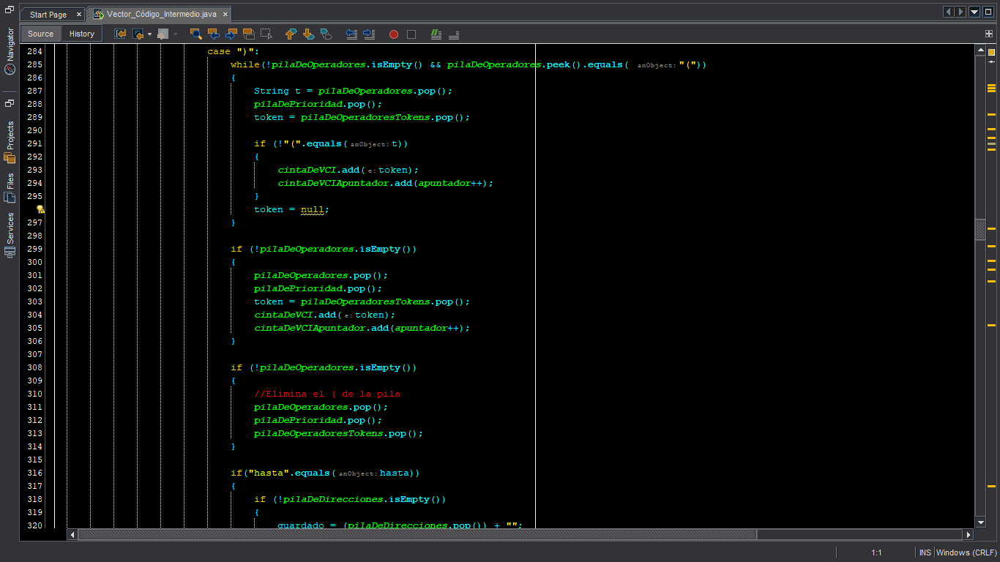 Start Page ×
Vector_Código_Intermedio.java ×
Source History
Navigator
Projects
Files
Services
284 case ")":
285 while(!pilaDeOperadores.isEmpty() && pilaDeOperadores.peek().equals( anObject: "("))
286 {
287 String t = pilaDeOperadores.pop();
288 pilaDePrioridad.pop();
289 token = pilaDeOperadoresTokens.pop();
290
291 if (!"(".equals( anObject: t))
292 {
293 cintaDeVCI.add( e: token);
294 cintaDeVCIApuntador.add(apuntador++);
295 }
token = null;
297 }
298
299 if (!pilaDeOperadores.isEmpty())
300 {
301 pilaDeOperadores.pop();
302 pilaDePrioridad.pop();
303 token = pilaDeOperadoresTokens.pop();
304 cintaDeVCI.add( e: token);
305 cintaDeVCIApuntador.add(apuntador++);
306 }
307
308 if (!pilaDeOperadores.isEmpty())
309 {
310 //Elimina el ( de la pila
311 pilaDeOperadores.pop();
312 pilaDePrioridad.pop();
313 pilaDeOperadoresTokens.pop();
314 }
315
316 if("hasta".equals( anObject: hasta))
317 {
318 if (!pilaDeDirecciones.isEmpty())
319 {
320 guardado = (pilaDeDirecciones.pop()) + "";
1:1 INS Windows (CRLF)